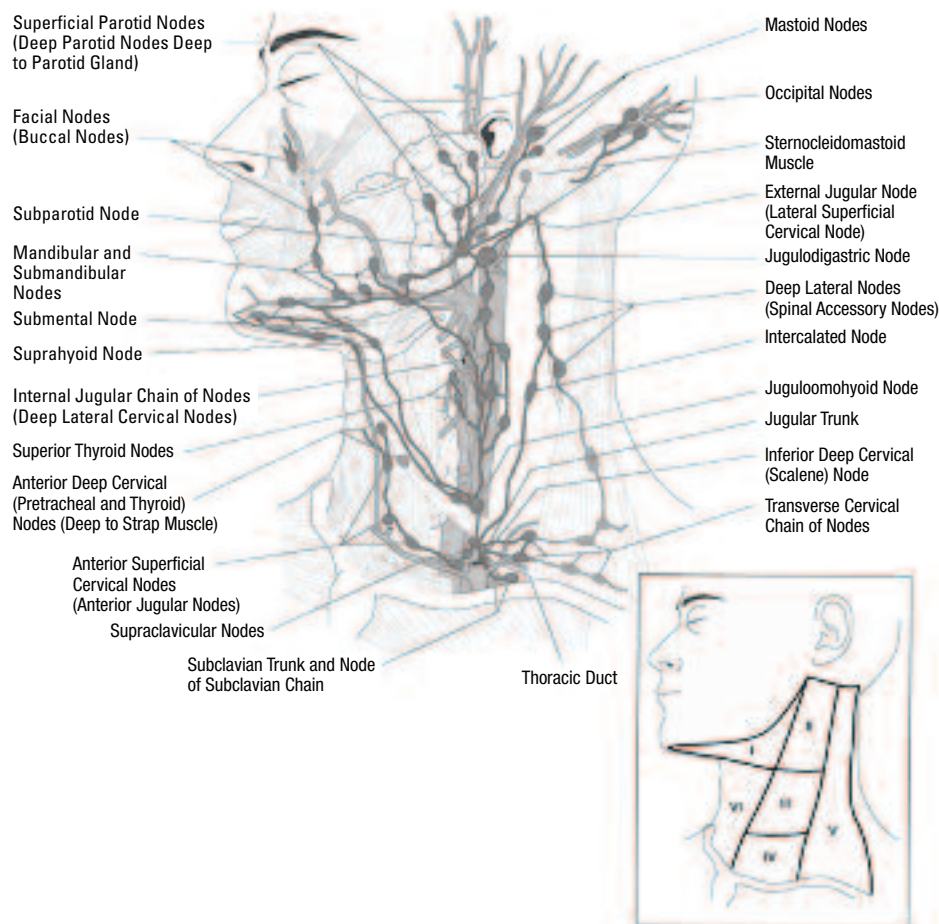 Superficial Parotid Nodes
(Deep Parotid Nodes Deep
to Parotid Gland)
Facial Nodes
(Buccal Nodes)
Subparotid Node
Mandibular and
Submandibular
Nodes
Submental Node
Suprahyoid Node
Internal Jugular Chain of Nodes
(Deep Lateral Cervical Nodes)
Superior Thyroid Nodes
Anterior Deep Cervical
(Pretracheal and Thyroid)
Nodes (Deep to Strap Muscle)
Anterior Superficial
Cervical Nodes
(Anterior Jugular Nodes)
Supraclavicular Nodes
Subclavian Trunk and Node
of Subclavian Chain
Thoracic Duct
Mastoid Nodes
Occipital Nodes
Sternocleidomastoid
Muscle
External Jugular Node
(Lateral Superficial
Cervical Node)
Jugulodigastric Node
Deep Lateral Nodes
(Spinal Accessory Nodes)
Intercalated Node
Juguloomohyoid Node
Jugular Trunk
Inferior Deep Cervical
(Scalene) Node
Transverse Cervical
Chain of Nodes
II
I
VI
III
V
IV